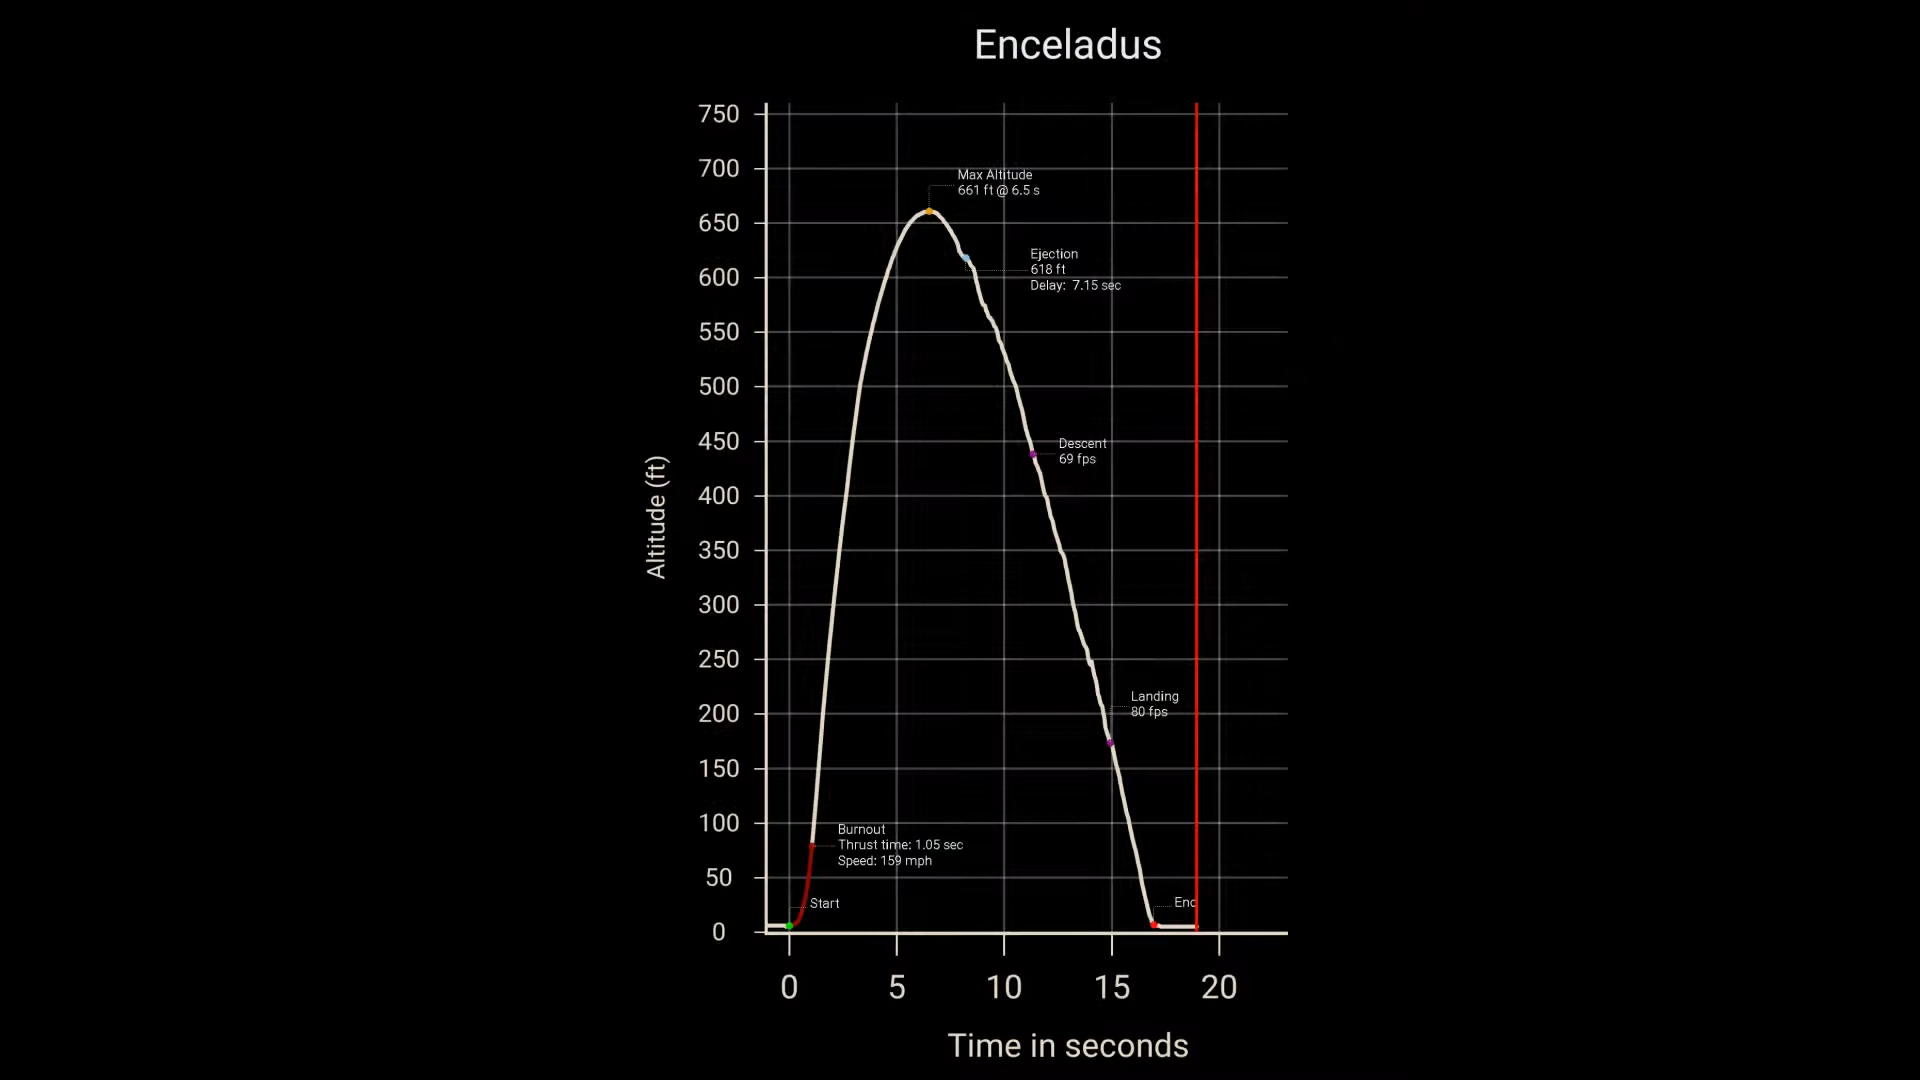 Enceladus
750
700
650
600
550
500
450
400
350
300
250
200
150
100
50
0
Altitude (ft)
Max Altitude
661 ft @ 6.5 s
Ejection
618 ft
Delay: 7.15 sec
Descent
69 fps
Landing
80 fps
Burnout
Thrust time: 1.05 sec
Speed: 159 mph
Start
End
0 5 10 15 20
Time in seconds